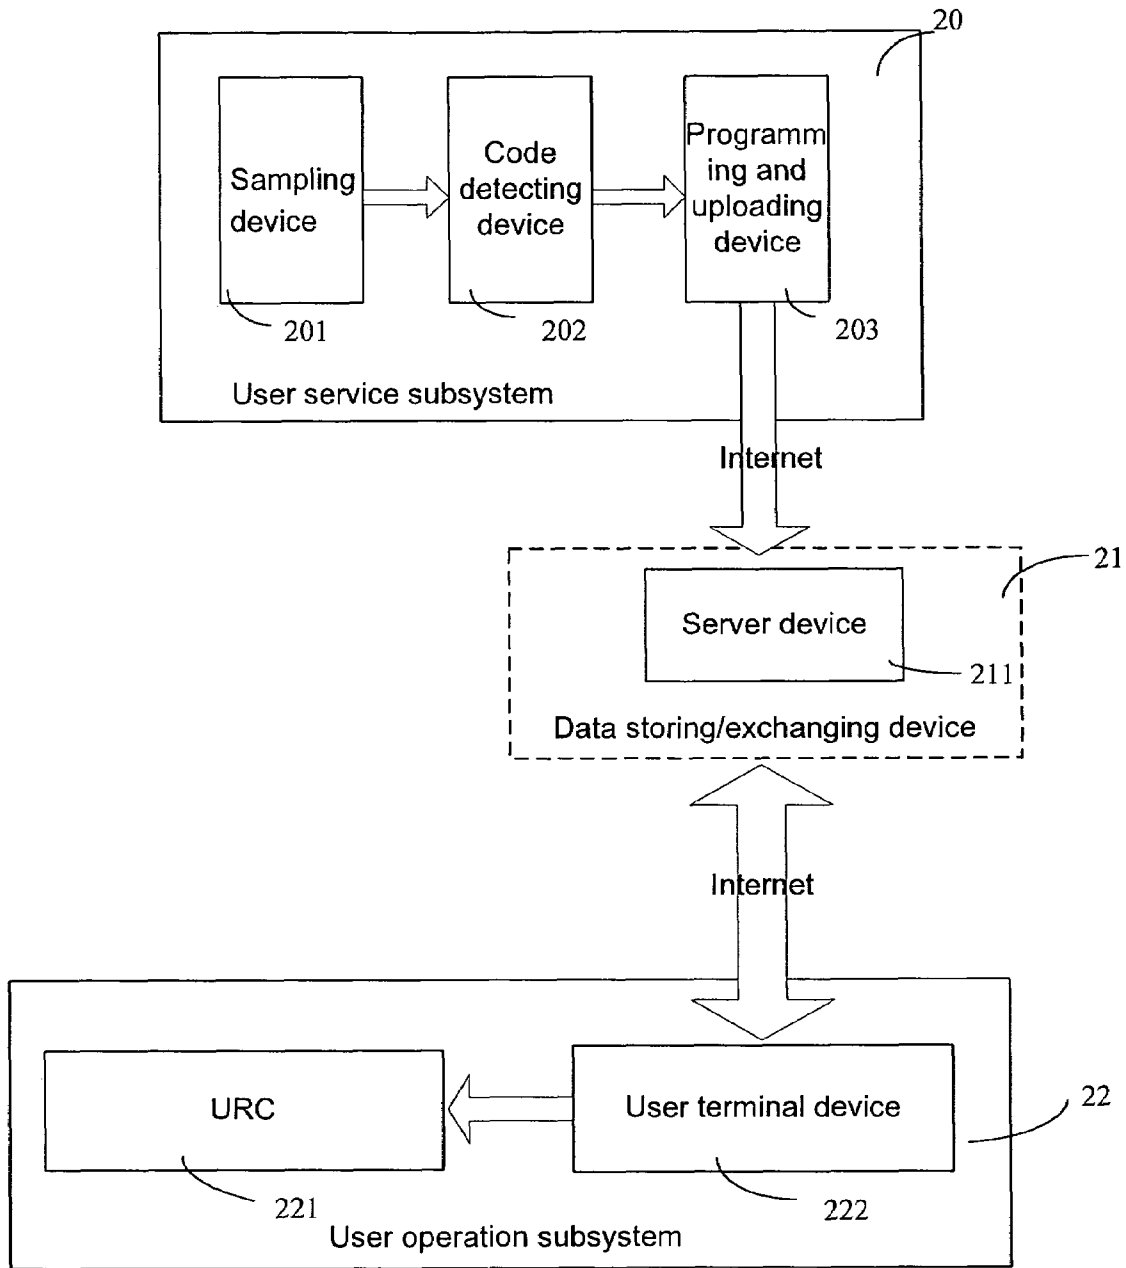 20
Sampling
device
Code
detecting
device
Programm
ing and
uploading
device
201
202
203
User service subsystem
Internet
21
Server device
211
Data storing/exchanging device
Internet
URC
User terminal device
22
221
222
User operation subsystem